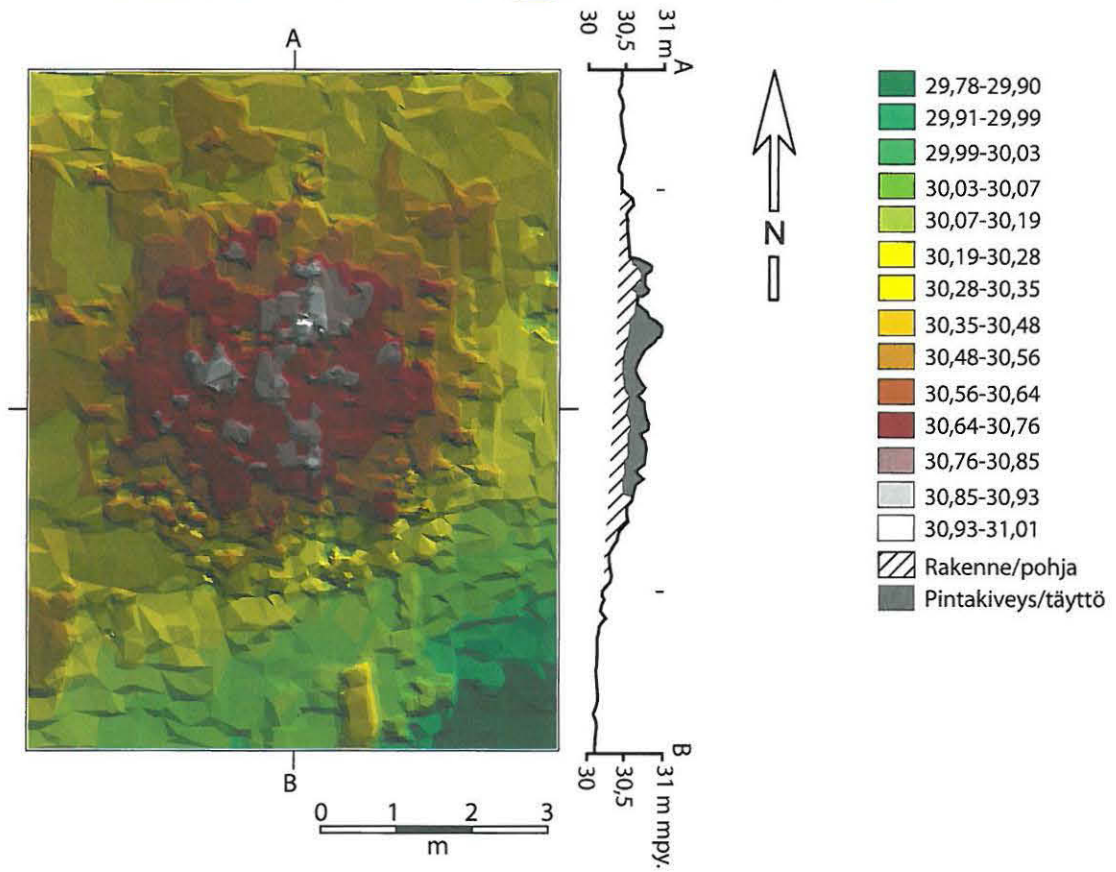 A
B
0 1 2 3
m
30 30,5 31 m
A
B
30 30,5 31 m mpy.
N
29,78-29,90
29,91-29,99
29,99-30,03
30,03-30,07
30,07-30,19
30,19-30,28
30,28-30,35
30,35-30,48
30,48-30,56
30,56-30,64
30,64-30,76
30,76-30,85
30,85-30,93
30,93-31,01
Rakenne/pohja
Pintakiveys/täyttö